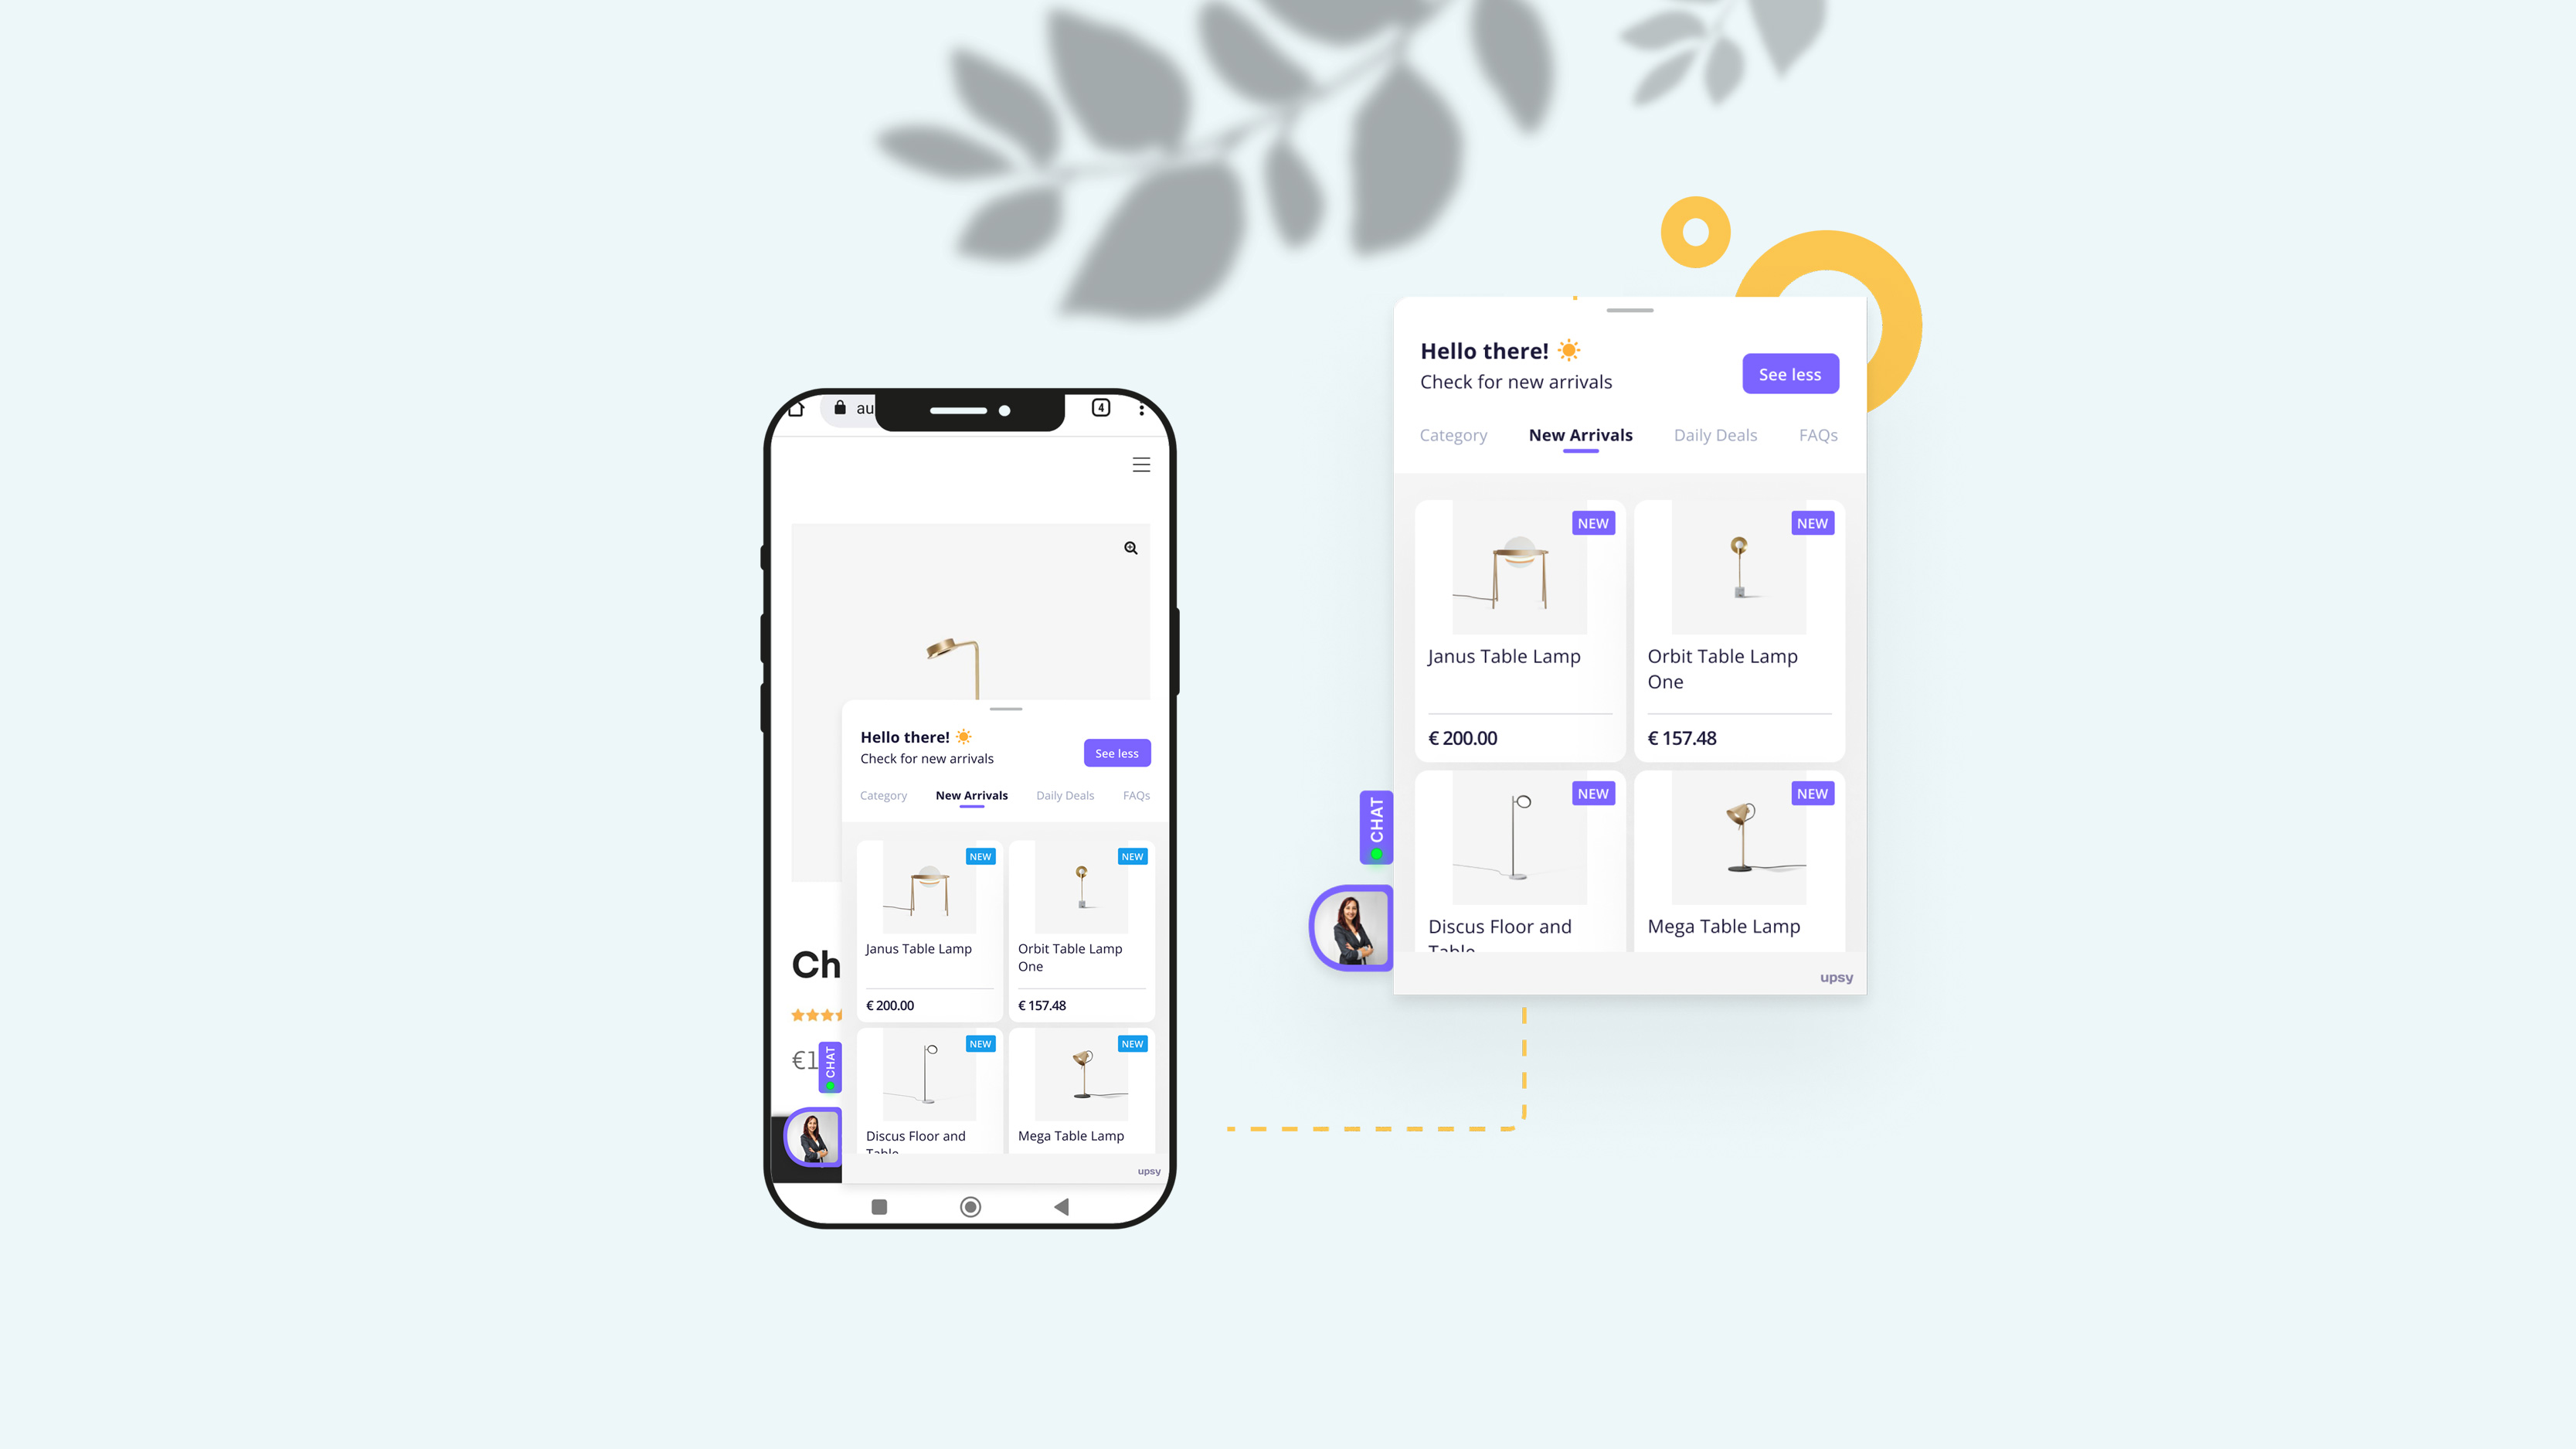 au
4
Hello there!
Check for new arrivals
See less
Category New Arrivals Daily Deals FAQs
NEW
NEW
Janus Table Lamp
Orbit Table Lamp
One
€ 200.00
€ 157.48
NEW
NEW
Discus Floor and
Table
Mega Table Lamp
Ch
€1
CHAT
upsy
Hello there!
Check for new arrivals
See less
Category New Arrivals Daily Deals FAQs
NEW
NEW
Janus Table Lamp
Orbit Table Lamp
One
€ 200.00
€ 157.48
NEW
NEW
Discus Floor and
Table
Mega Table Lamp
CHAT
upsy